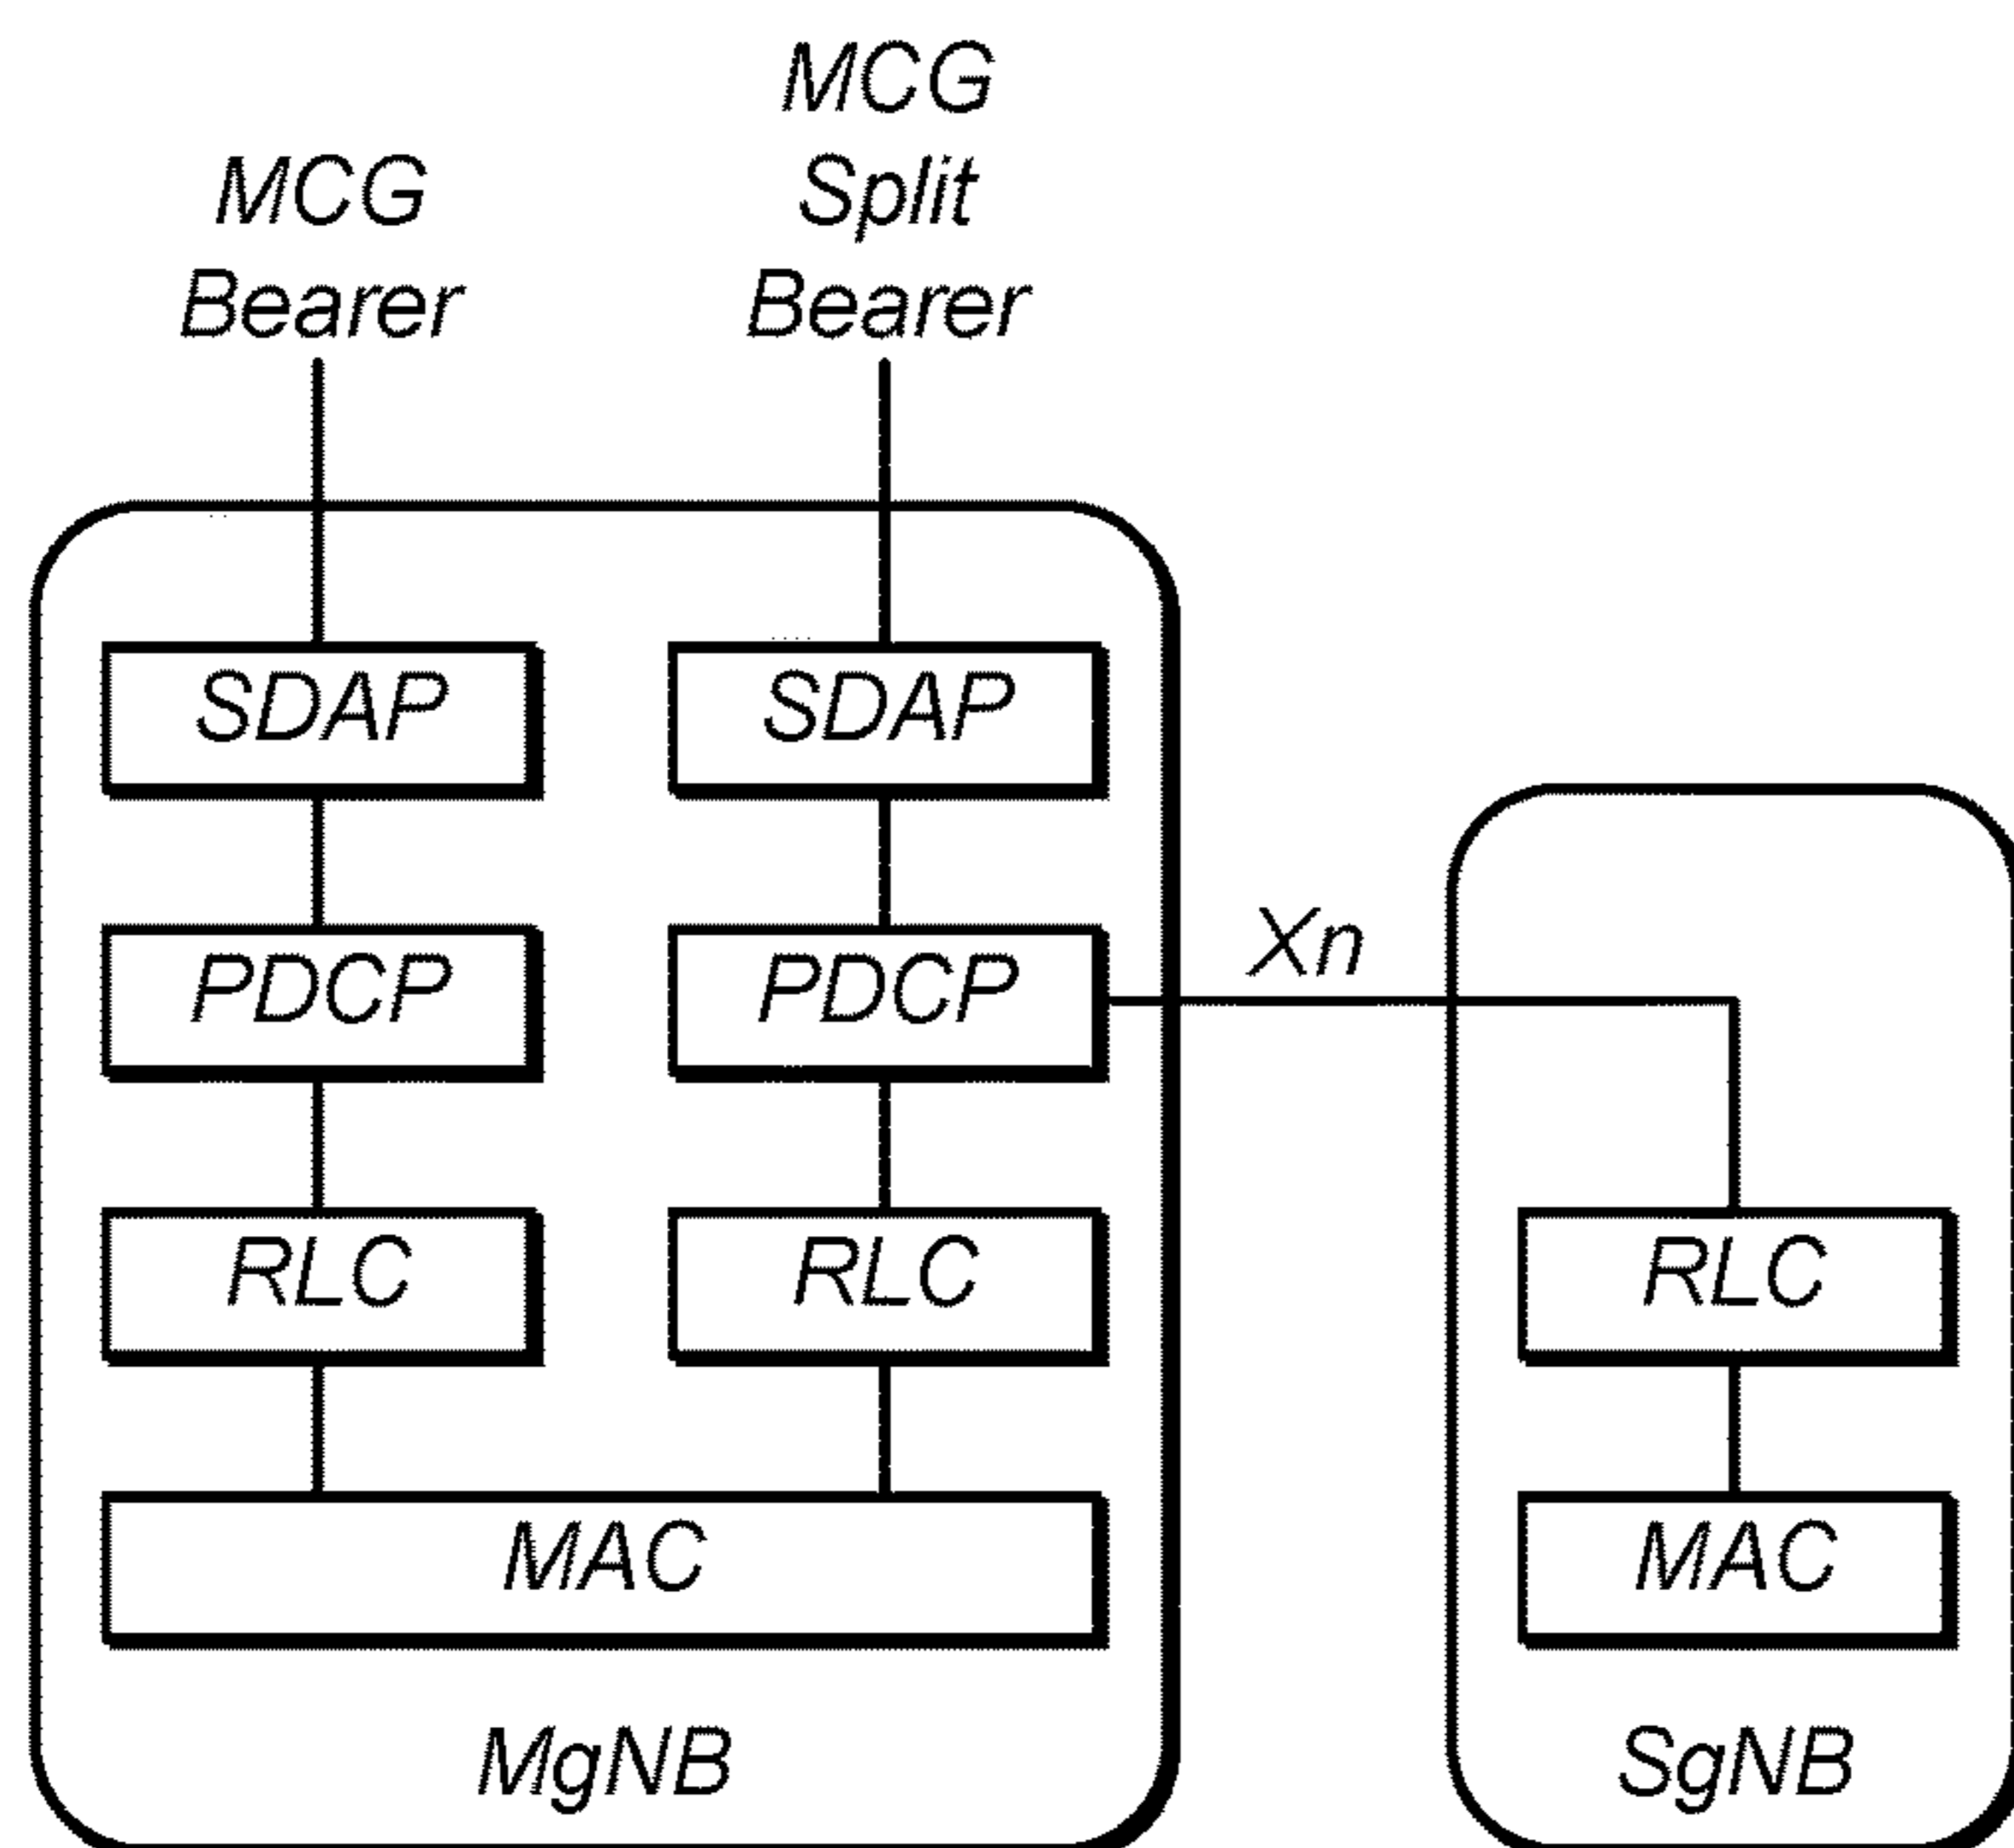 MCG
Bearer
MCG
Split
Bearer
SDAP
SDAP
PDCP
PDCP
Xn
RLC
RLC
RLC
MAC
MAC
MgNB
SgNB